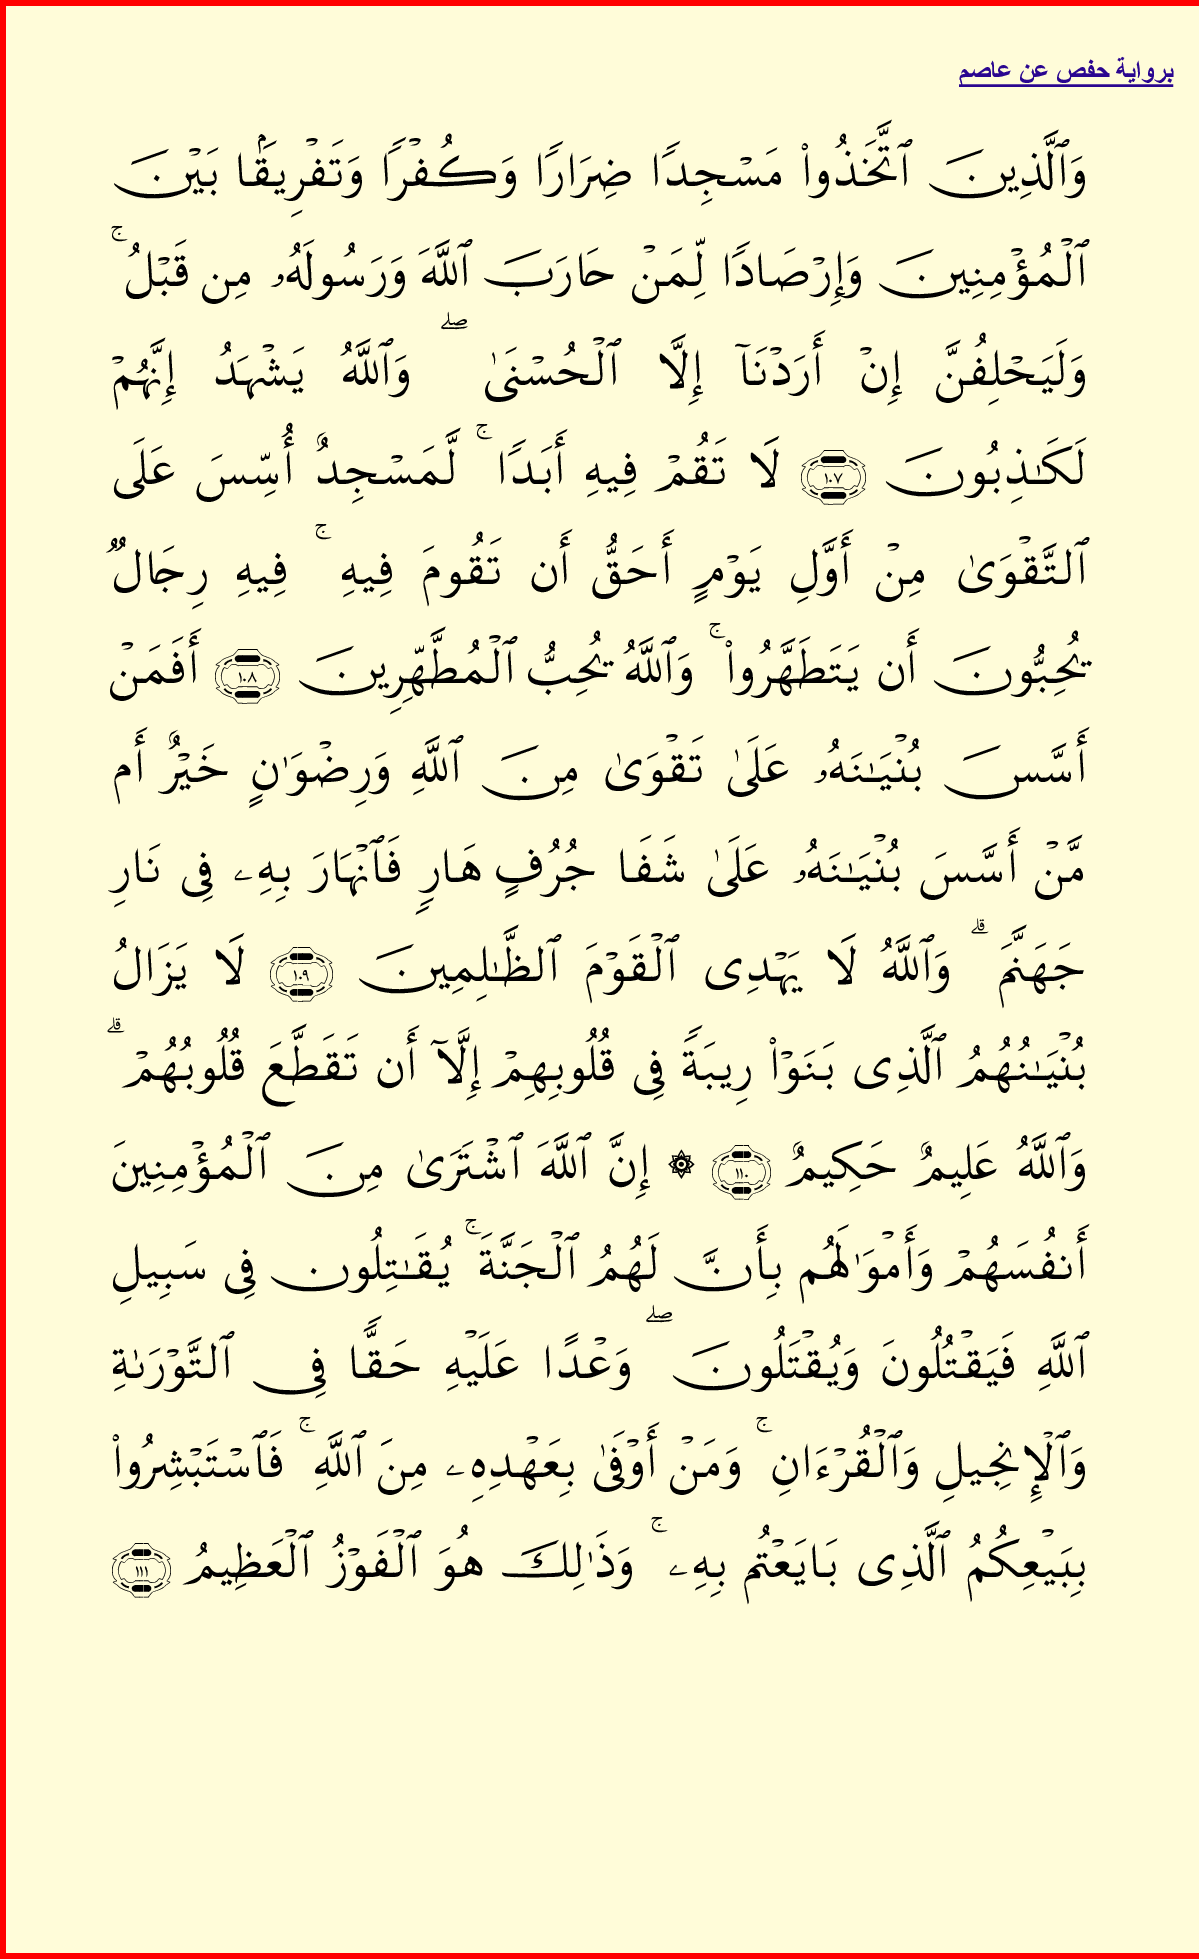 برواية حفص عن عاصم
وَٱلَّذِينَ ٱتَّخَذُوا۟ مَسْجِدًا ضِرَارًا وَكُفْرًا وَتَفْرِيقًۢا بَيْنَ
ٱلْمُؤْمِنِينَ وَإِرْصَادًا لِّمَنْ حَارَبَ ٱللَّهَ وَرَسُولَهُۥ مِن قَبْلُ ۚ
وَلَيَحْلِفُنَّ إِنْ أَرَدْنَآ إِلَّا ٱلْحُسْنَىٰ ۖ وَٱللَّهُ يَشْهَدُ إِنَّهُمْ
لَكَـٰذِبُونَ ١٠٧ لَا تَقُمْ فِيهِ أَبَدًا ۚ لَّمَسْجِدٌ أُسِّسَ عَلَى
ٱلتَّقْوَىٰ مِنْ أَوَّلِ يَوْمٍ أَحَقُّ أَن تَقُومَ فِيهِ ۚ فِيهِ رِجَالٌ
يُحِبُّونَ أَن يَتَطَهَّرُوا۟ ۚ وَٱللَّهُ يُحِبُّ ٱلْمُطَّهِّرِينَ ١٠٨ أَفَمَنْ
أَسَّسَ بُنْيَـٰنَهُۥ عَلَىٰ تَقْوَىٰ مِنَ ٱللَّهِ وَرِضْوَٰنٍ خَيْرٌ أَم
مَّنْ أَسَّسَ بُنْيَـٰنَهُۥ عَلَىٰ شَفَا جُرُفٍ هَارٍ فَٱنْهَارَ بِهِۦ فِى نَارِ
جَهَنَّمَ ۗ وَٱللَّهُ لَا يَهْدِى ٱلْقَوْمَ ٱلظَّـٰلِمِينَ ١٠٩ لَا يَزَالُ
بُنْيَـٰنُهُمُ ٱلَّذِى بَنَوْا۟ رِيبَةً فِى قُلُوبِهِمْ إِلَّآ أَن تَقَطَّعَ قُلُوبُهُمْ ۗ
وَٱللَّهُ عَلِيمٌ حَكِيمٌ ١١٠ ۞ إِنَّ ٱللَّهَ ٱشْتَرَىٰ مِنَ ٱلْمُؤْمِنِينَ
أَنفُسَهُمْ وَأَمْوَٰلَهُم بِأَنَّ لَهُمُ ٱلْجَنَّةَ ۚ يُقَـٰتِلُونَ فِى سَبِيلِ
ٱللَّهِ فَيَقْتُلُونَ وَيُقْتَلُونَ ۖ وَعْدًا عَلَيْهِ حَقًّا فِى ٱلتَّوْرَىٰةِ
وَٱلْإِنجِيلِ وَٱلْقُرْءَانِ ۚ وَمَنْ أَوْفَىٰ بِعَهْدِهِۦ مِنَ ٱللَّهِ ۚ فَٱسْتَبْشِرُوا۟
بِبَيْعِكُمُ ٱلَّذِى بَايَعْتُم بِهِۦ ۚ وَذَٰلِكَ هُوَ ٱلْفَوْزُ ٱلْعَظِيمُ ١١١